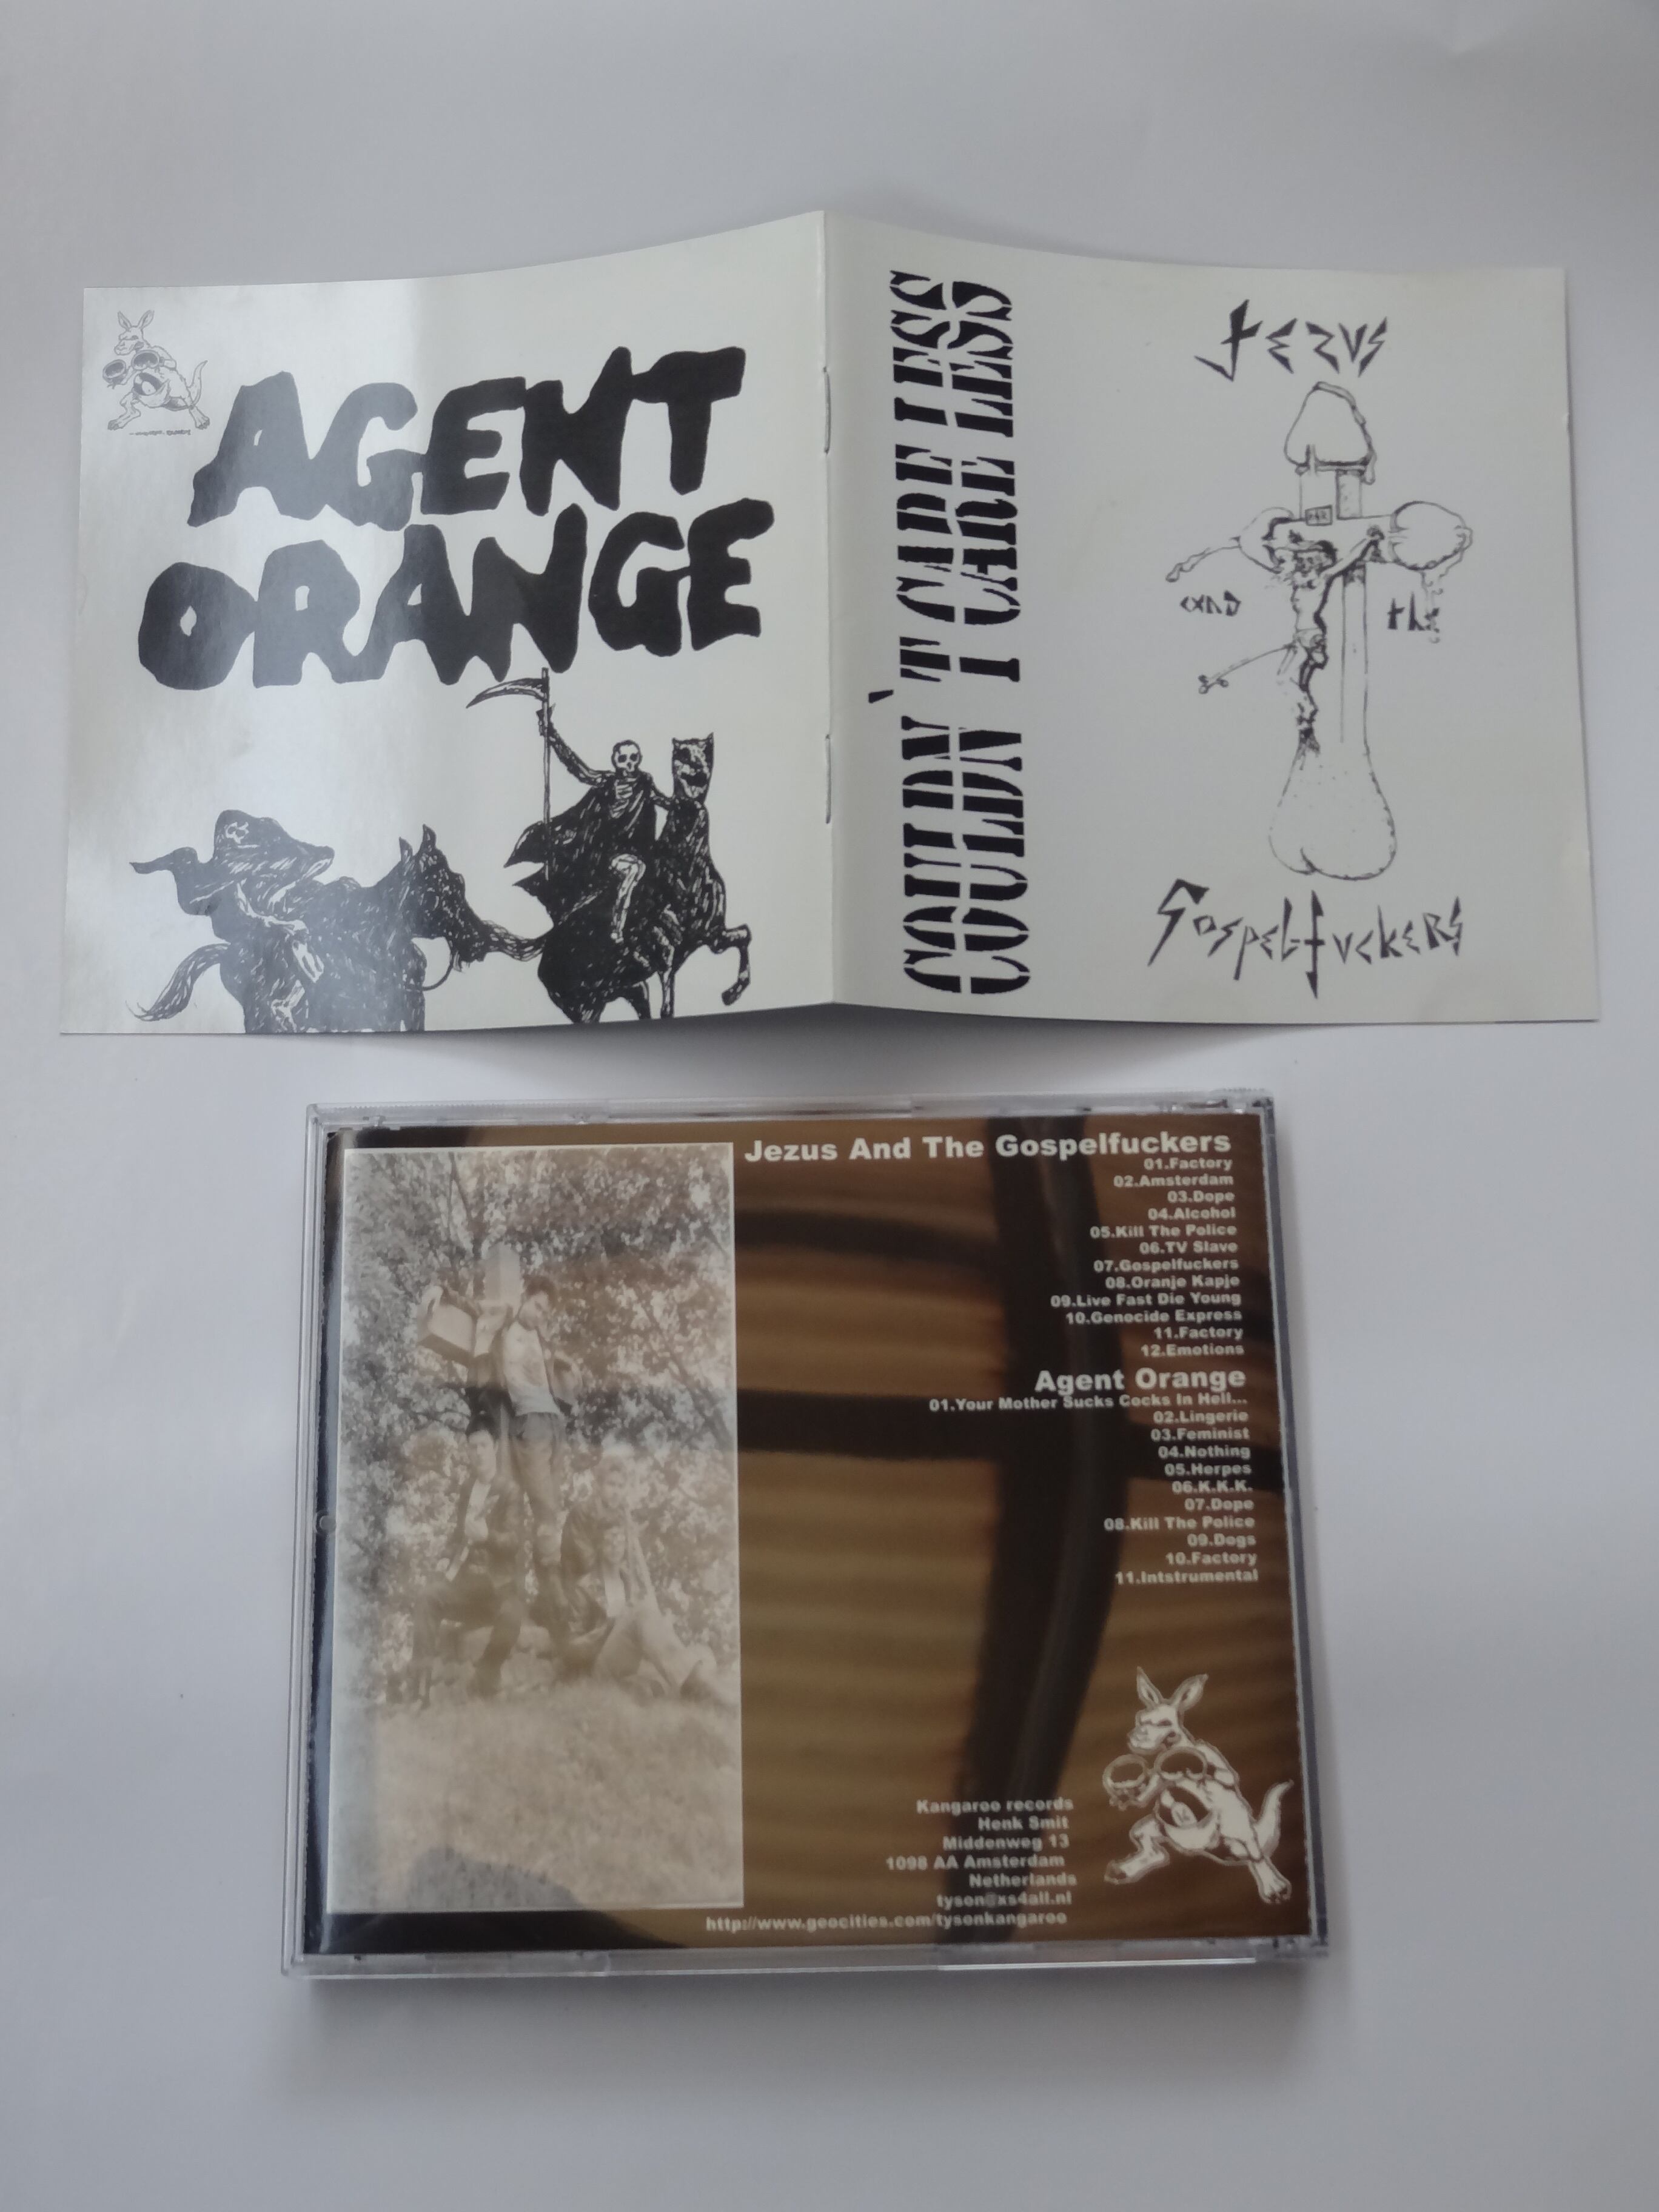 AGENT
ORANGE
COULDN`T CARE LESS
Jezus
and the
Gospelfuckers
Jezus And The Gospelfuckers
01.Factory
02.Amsterdam
03.Dope
04.Alcohol
05.Kill The Police
06.TV Slave
07.Gospelfuckers
08.Oranje Kapje
09.Live Fast Die Young
10.Genocide Express
11.Factory
12.Emotions
Agent Orange
01.Your Mother Sucks Cocks In Hell...
02.Lingerie
03.Feminist
04.Nothing
05.Herpes
06.K.K.K.
07.Dope
08.Kill The Police
09.Dogs
10.Factory
11.Intstrumental
Kangaroo records
Henk Smit
Middenweg 13
1098 AA Amsterdam
Netherlands
tyson@xs4all.nl
http://www.geocities.com/tysonkangaroo